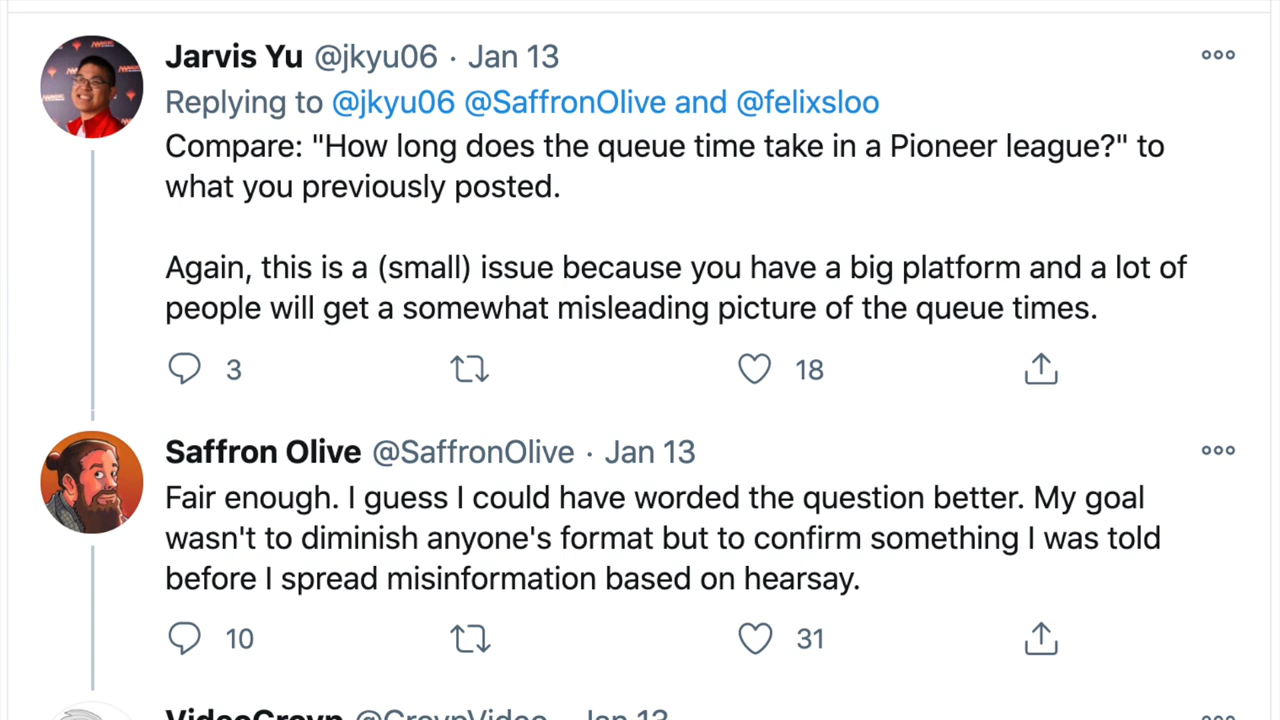 Jarvis Yu @jkyu06 · Jan 13
Replying to @jkyu06 @SaffronOlive and @felixsloo
Compare: "How long does the queue time take in a Pioneer league?" to
what you previously posted.
Again, this is a (small) issue because you have a big platform and a lot of
people will get a somewhat misleading picture of the queue times.
3 18
Saffron Olive @SaffronOlive · Jan 13
Fair enough. I guess I could have worded the question better. My goal
wasn't to diminish anyone's format but to confirm something I was told
before I spread misinformation based on hearsay.
10 31
VideoGrovn @GrovnVideo Jan 13